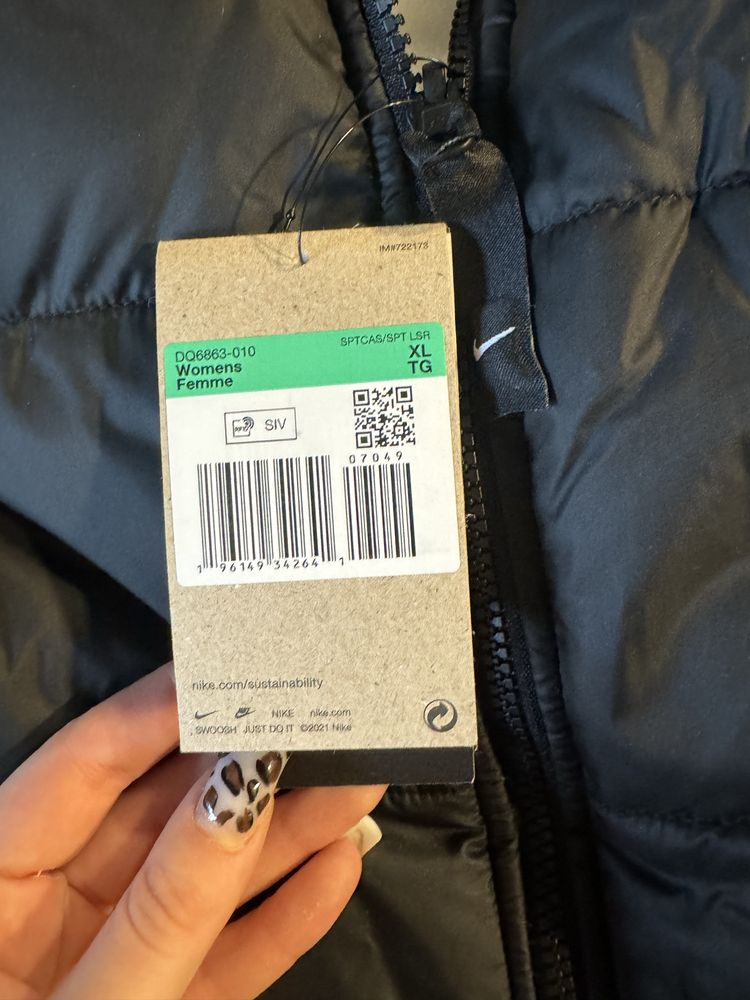 IM#722173
DQ6863-010
SPTCAS/SPT LSR
Womens
XL
Femme
TG
SIV
07049
1 96149 34264 1
nike.com/sustainability
NIKE nike.com
SWOOSH JUST DO IT ©2021 Nike